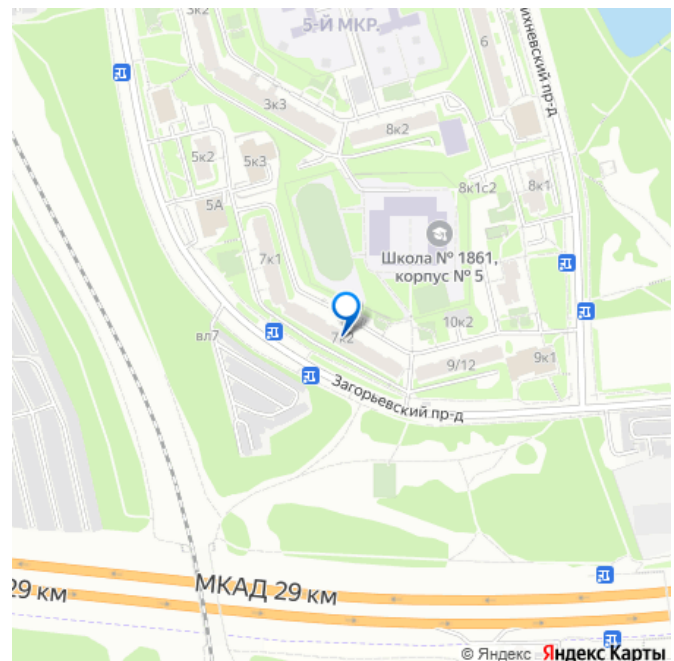 3к2
5-Й МКР.
6
ихневский пр-д
3к3
8к2
5к2
5к3
8к1с2
8к1
5А
7к1
Школа № 1861,
корпус № 5
вл7
7к2
10к2
9/12
9к1
Загорьевский пр-д
МКАД 29 км
29 км
© Яндекс Яндекс Карты